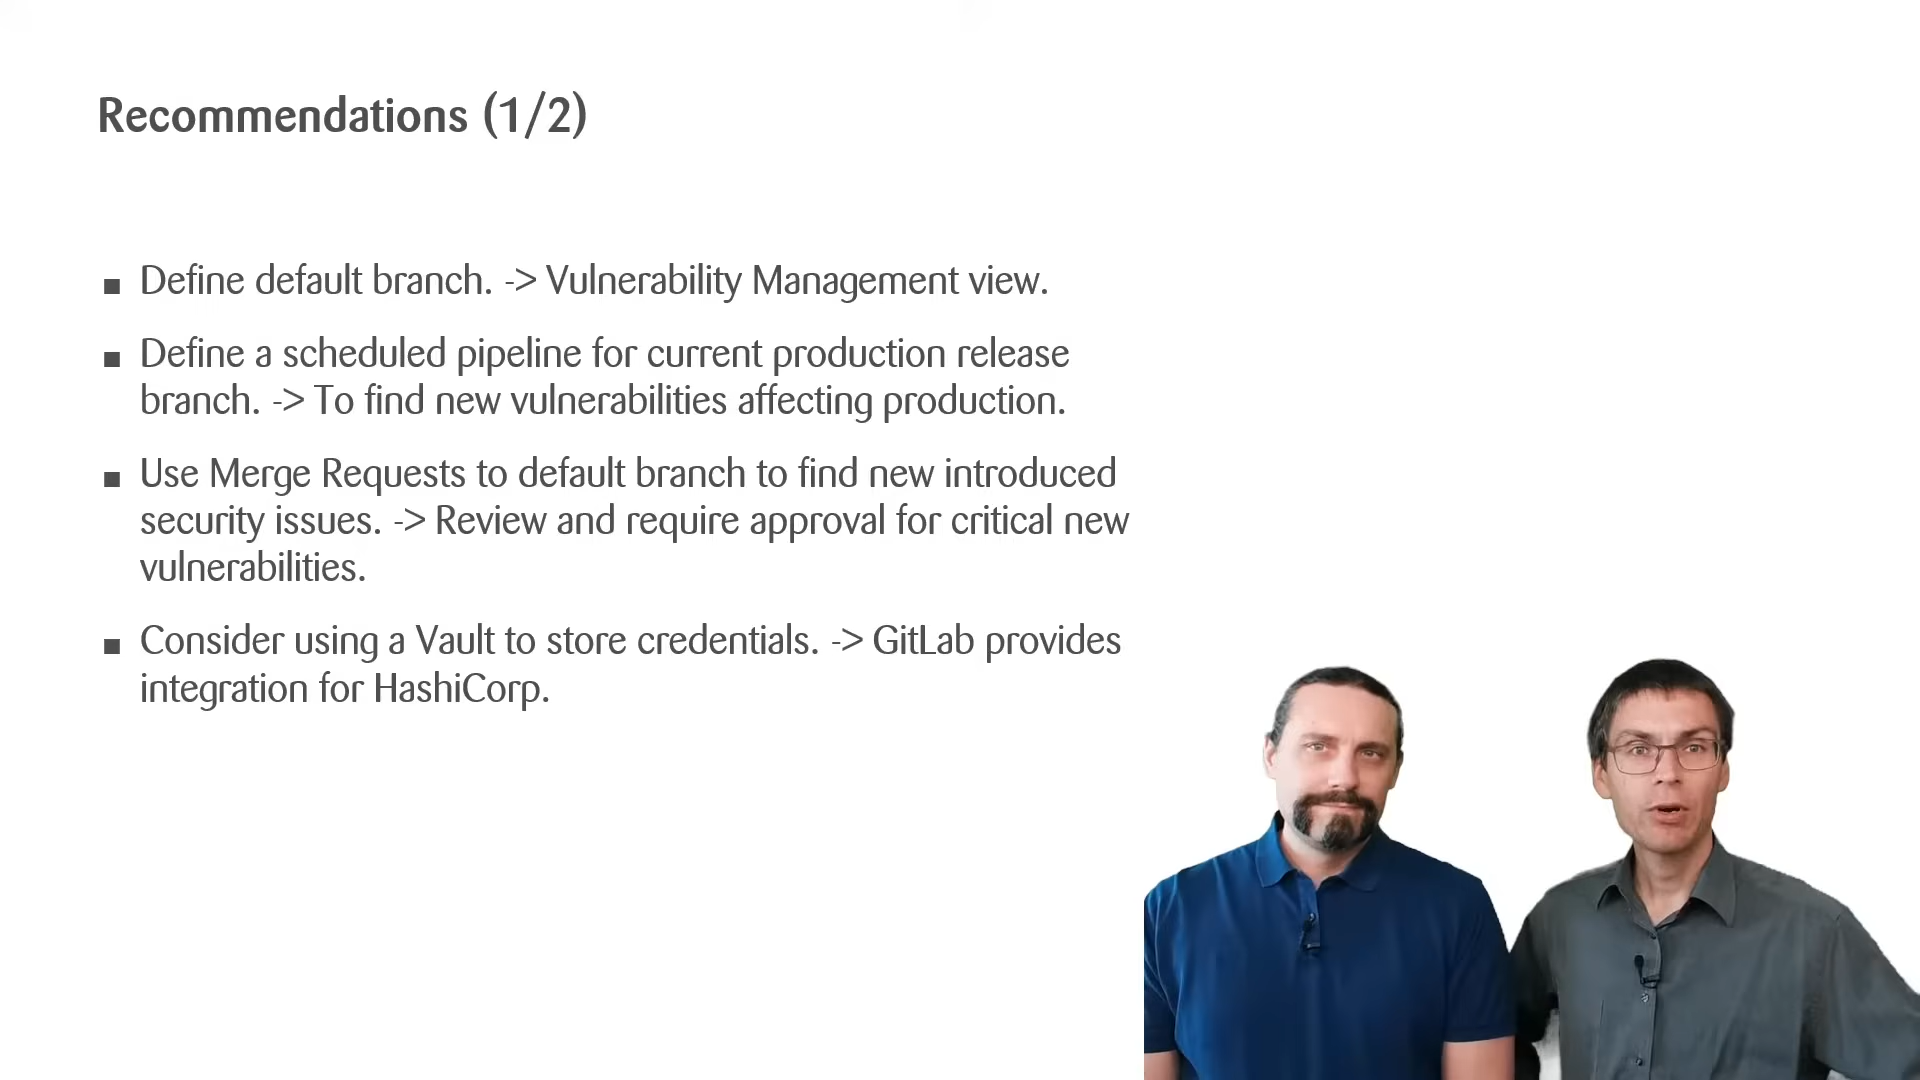 Recommendations (1/2)
■ Define default branch. -> Vulnerability Management view.
■ Define a scheduled pipeline for current production release
branch. -> To find new vulnerabilities affecting production.
■ Use Merge Requests to default branch to find new introduced
security issues. -> Review and require approval for critical new
vulnerabilities.
■ Consider using a Vault to store credentials. -> GitLab provides
integration for HashiCorp.